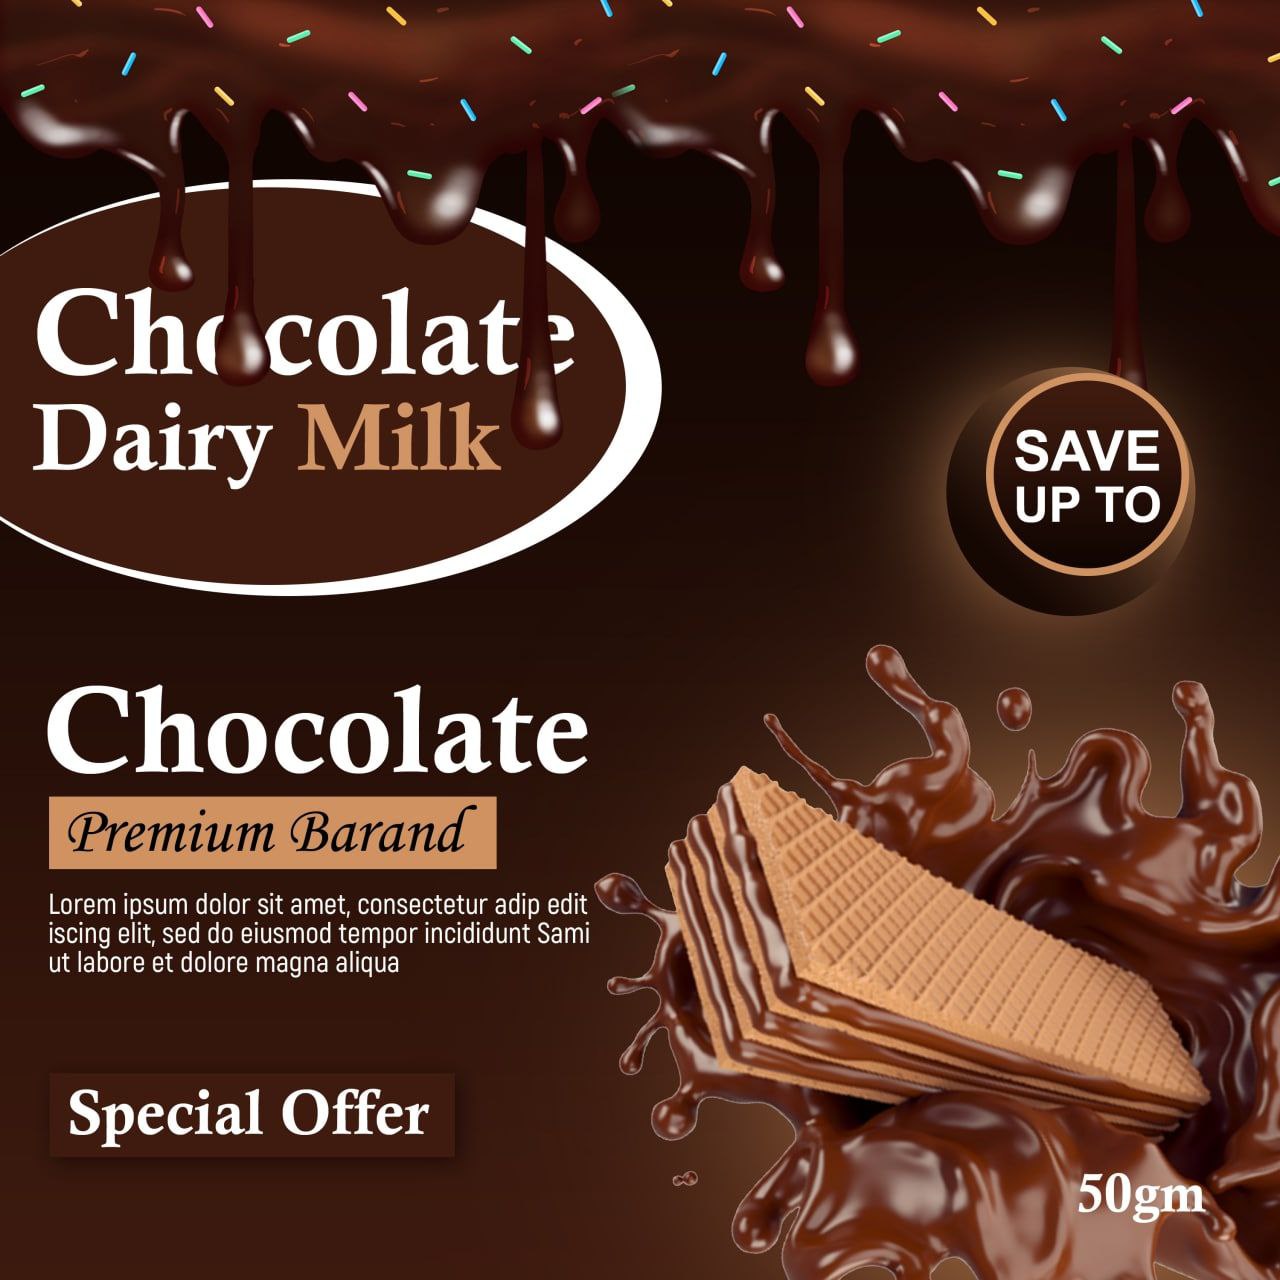 Chocolate
Dairy Milk
SAVE
UP TO
Chocolate
Premium Barand
Lorem ipsum dolor sit amet, consectetur adip edit
iscing elit, sed do eiusmod tempor incididunt Sami
ut labore et dolore magna aliqua
Special Offer
50gm